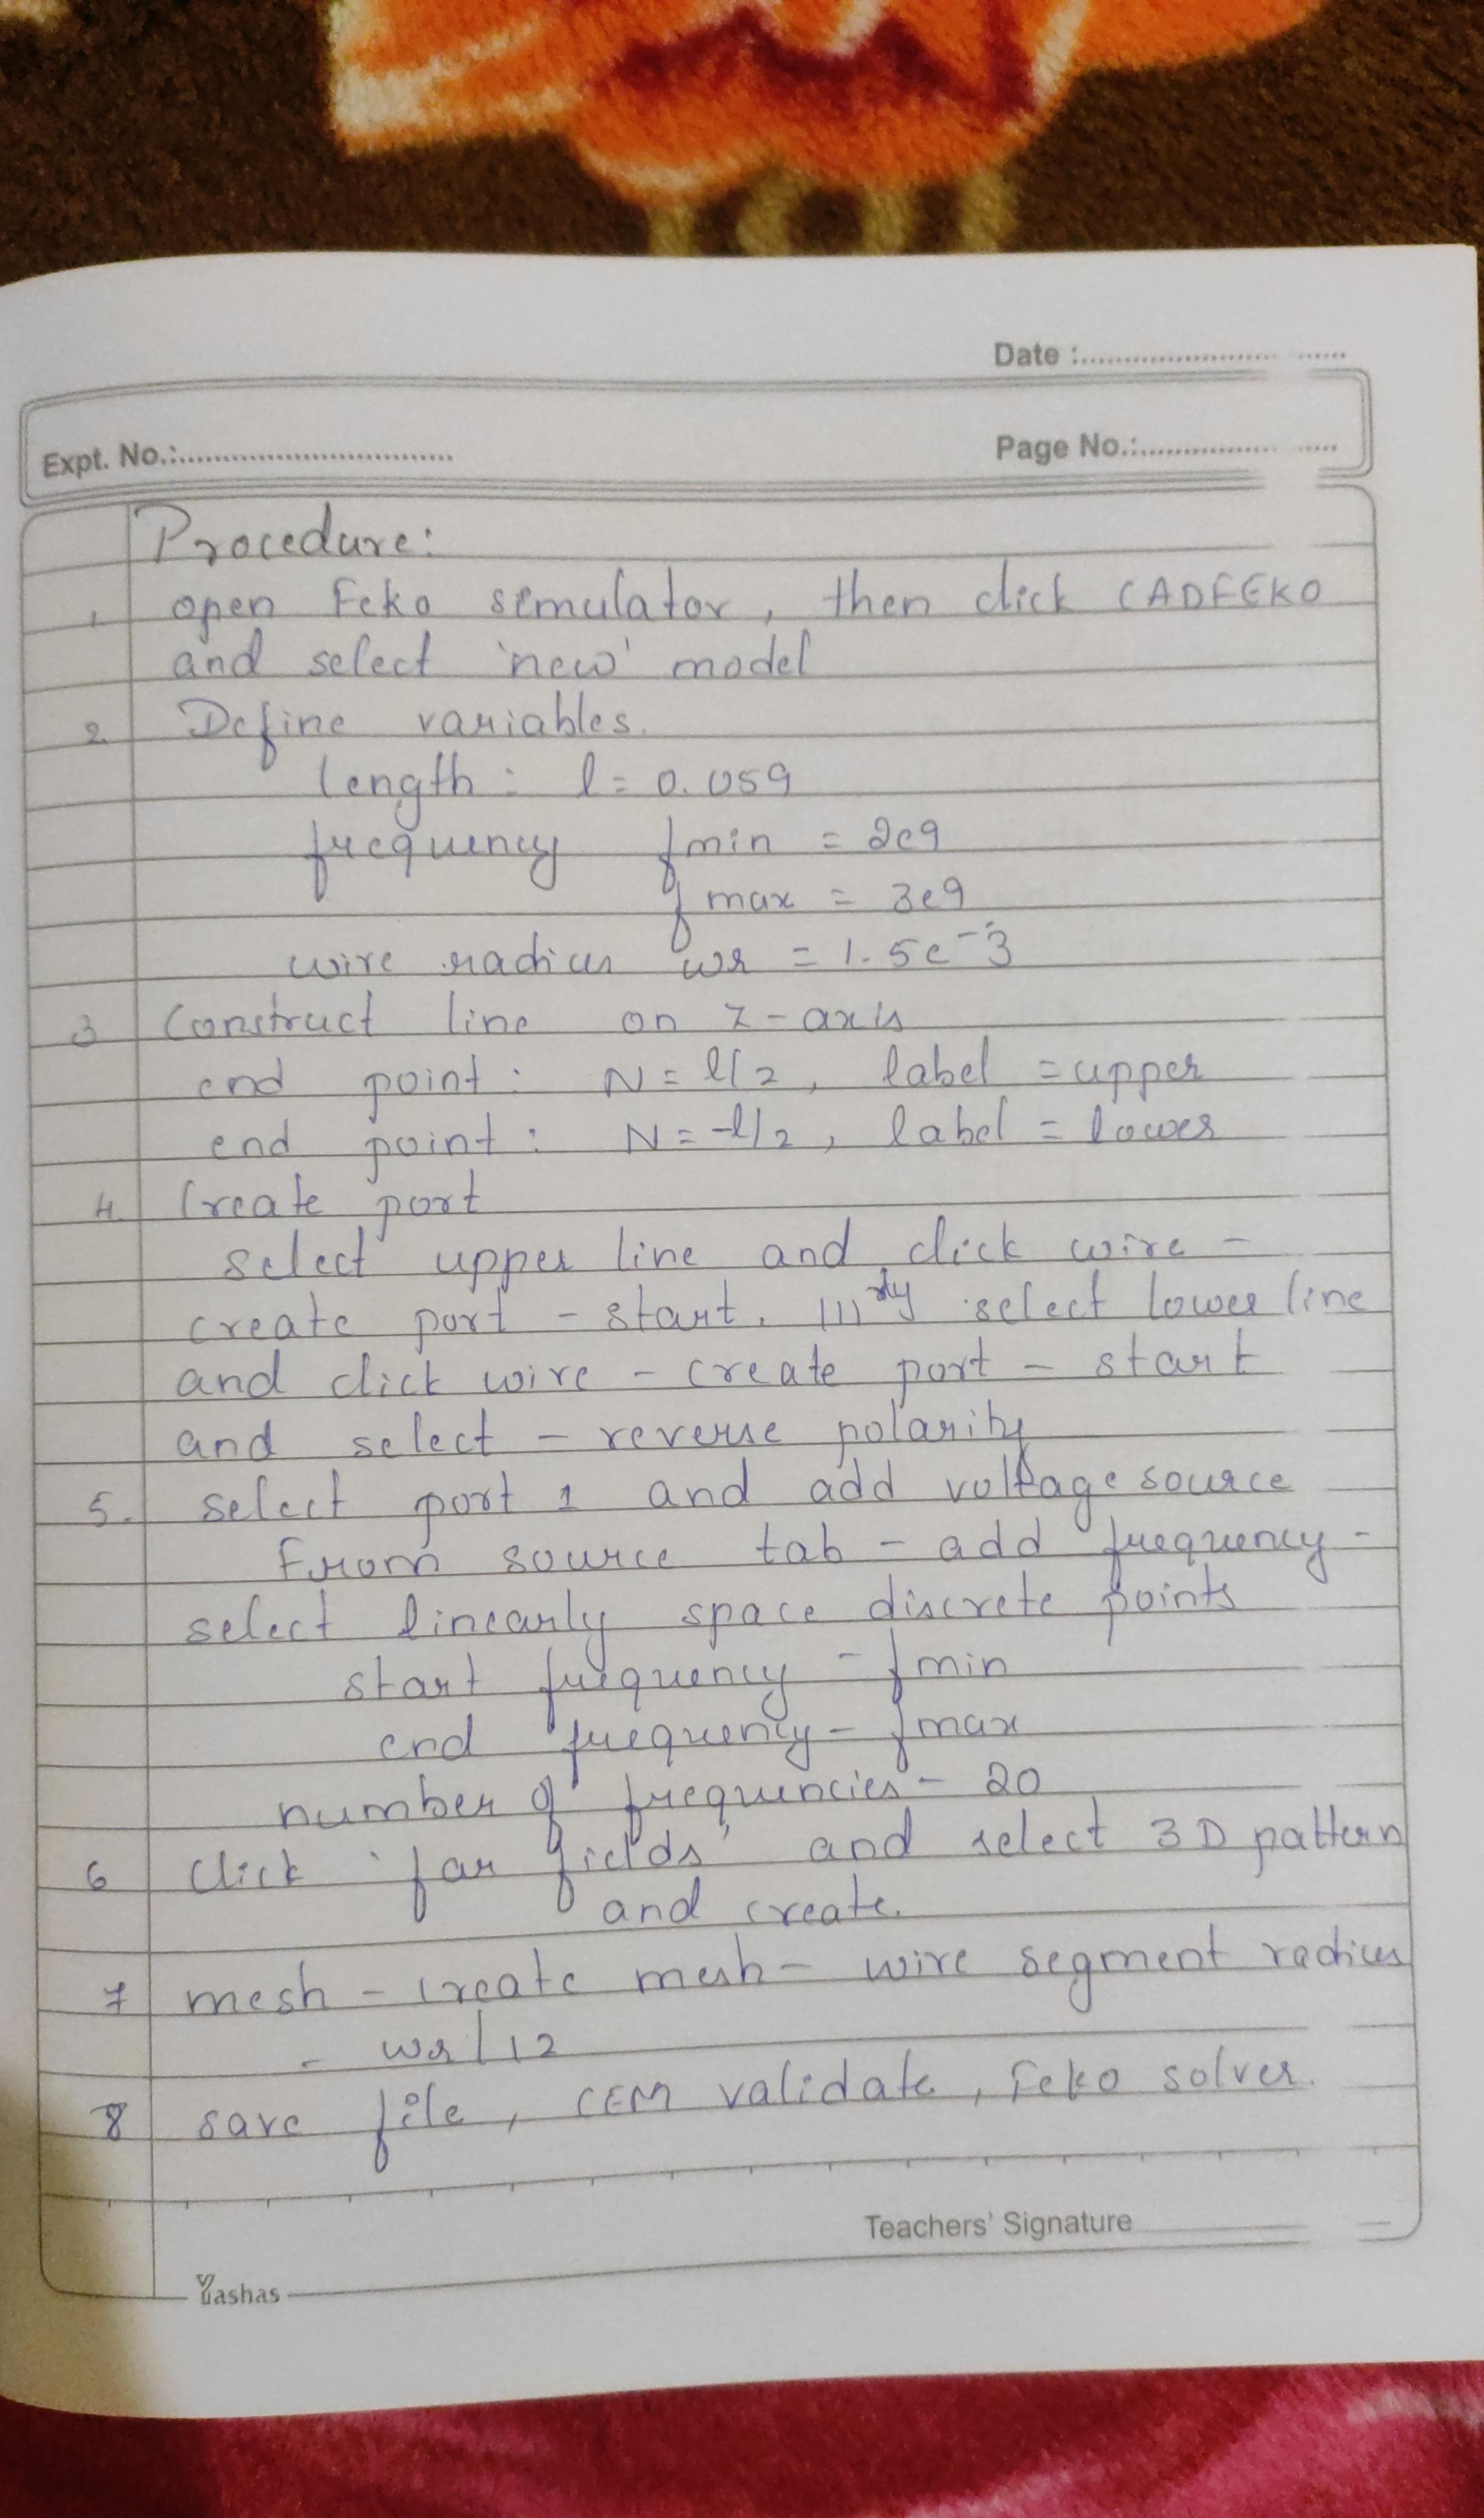 Date :
Expt. No.:
Page No.:
Procedure:
1. open Feko simulator, then click CADFEKO
and select 'new' model
2. Define variables.
length : l = 0.059
frequency fmin = 2e9
fmax = 3e9
wire radius wr = 1.5e-3
3 Construct line on z-axis
end point : N = l/2, label = upper
end point : N = -l/2, label = lower
4. Create port
select upper line and click wire -
create port - start. |||rly select lower line
and click wire - create port - start
and select - reverse polarity
5. select port 1 and add voltage source
From source tab - add frequency -
select linearly space discrete points
start frequency - fmin
end frequency - fmax
number of frequencies - 20
6 Click 'far fields' and select 3D pattern
and create.
7 mesh - create mesh - wire segment radius
- wr/12
8 save file, CEM validate, Feko solver.
Teachers' Signature
Yashas